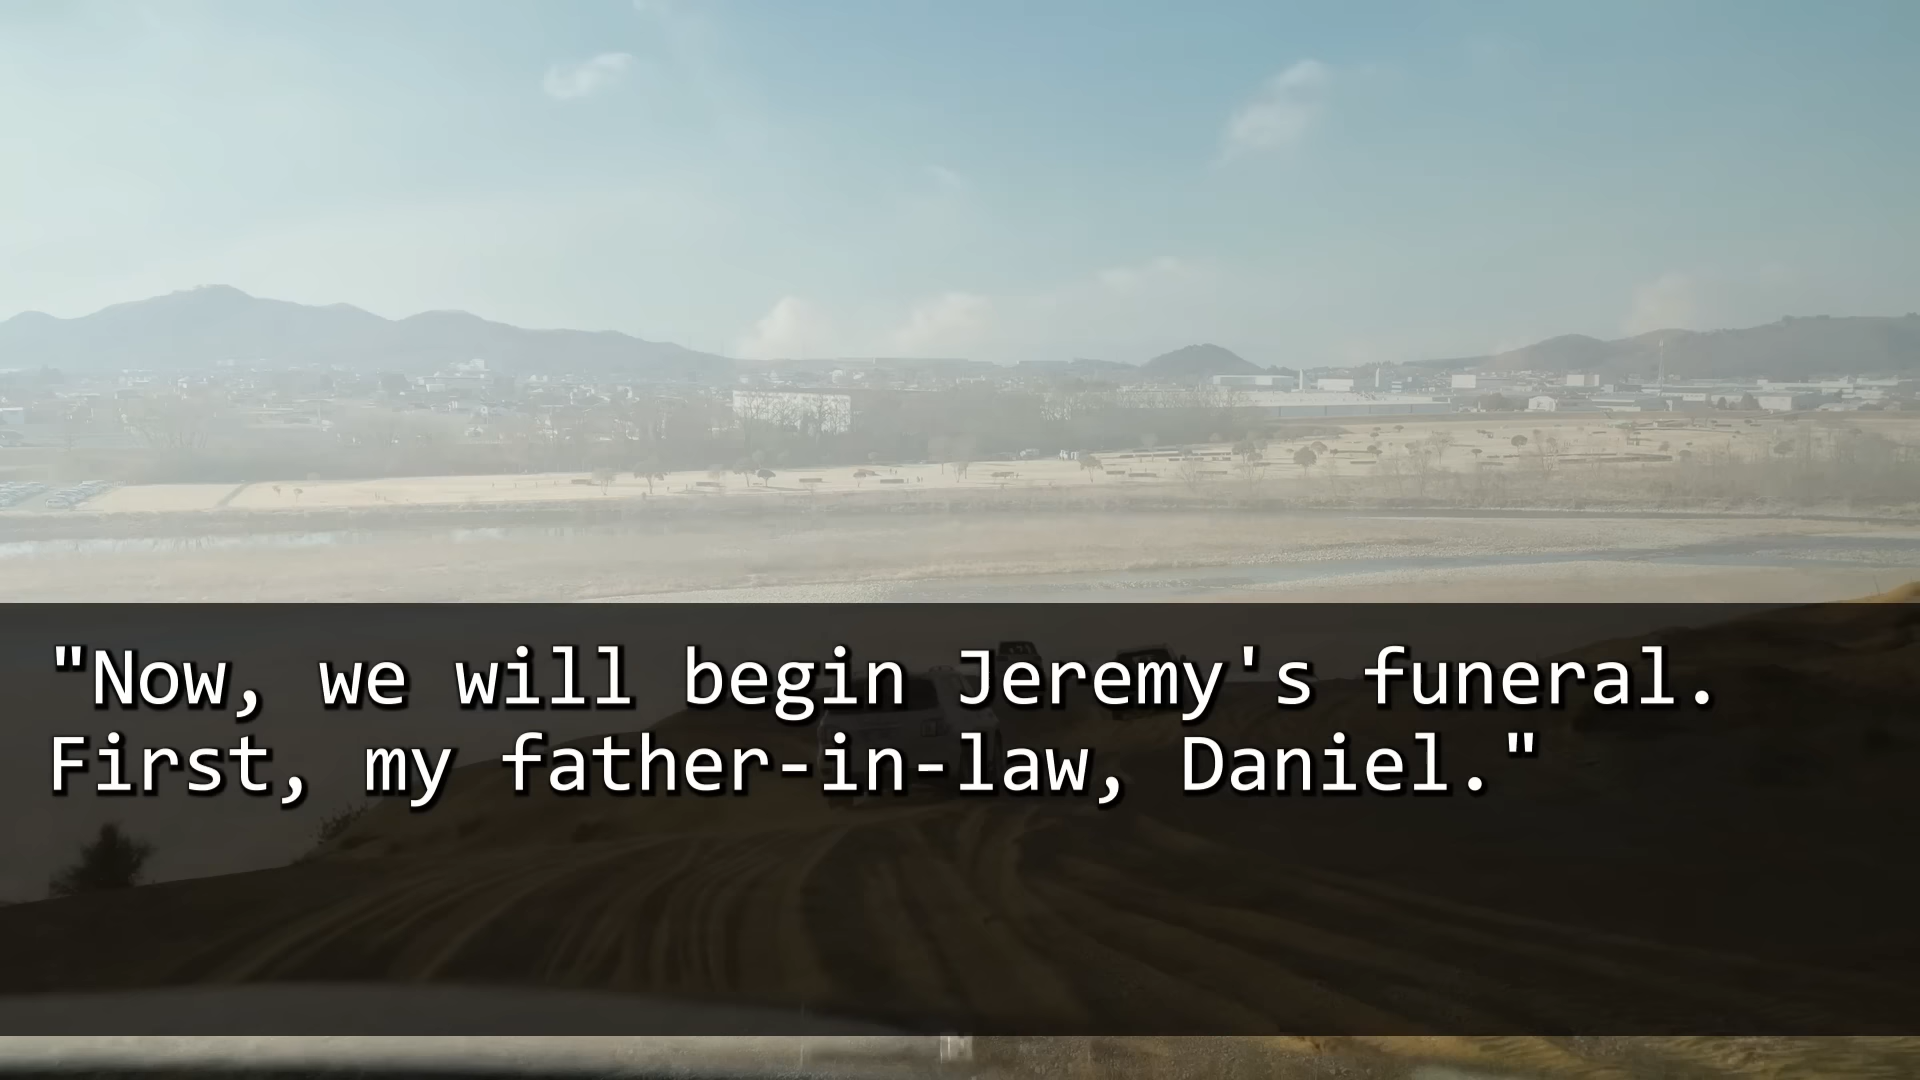 "Now, we will begin Jeremy's funeral.
First, my father-in-law, Daniel."